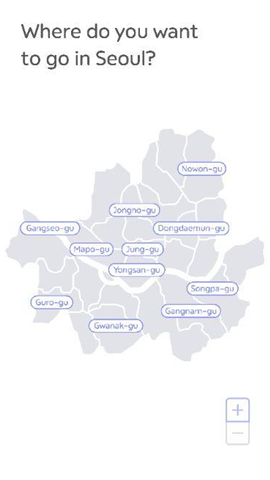 Where do you want
to go in Seoul?
Nowon-gu
Jongno-gu
Gangseo-gu
Dongdaemun-gu
Mapo-gu
Jung-gu
Yongsan-gu
Songpa-gu
Guro-gu
Gangnam-gu
Gwanak-gu
+
−